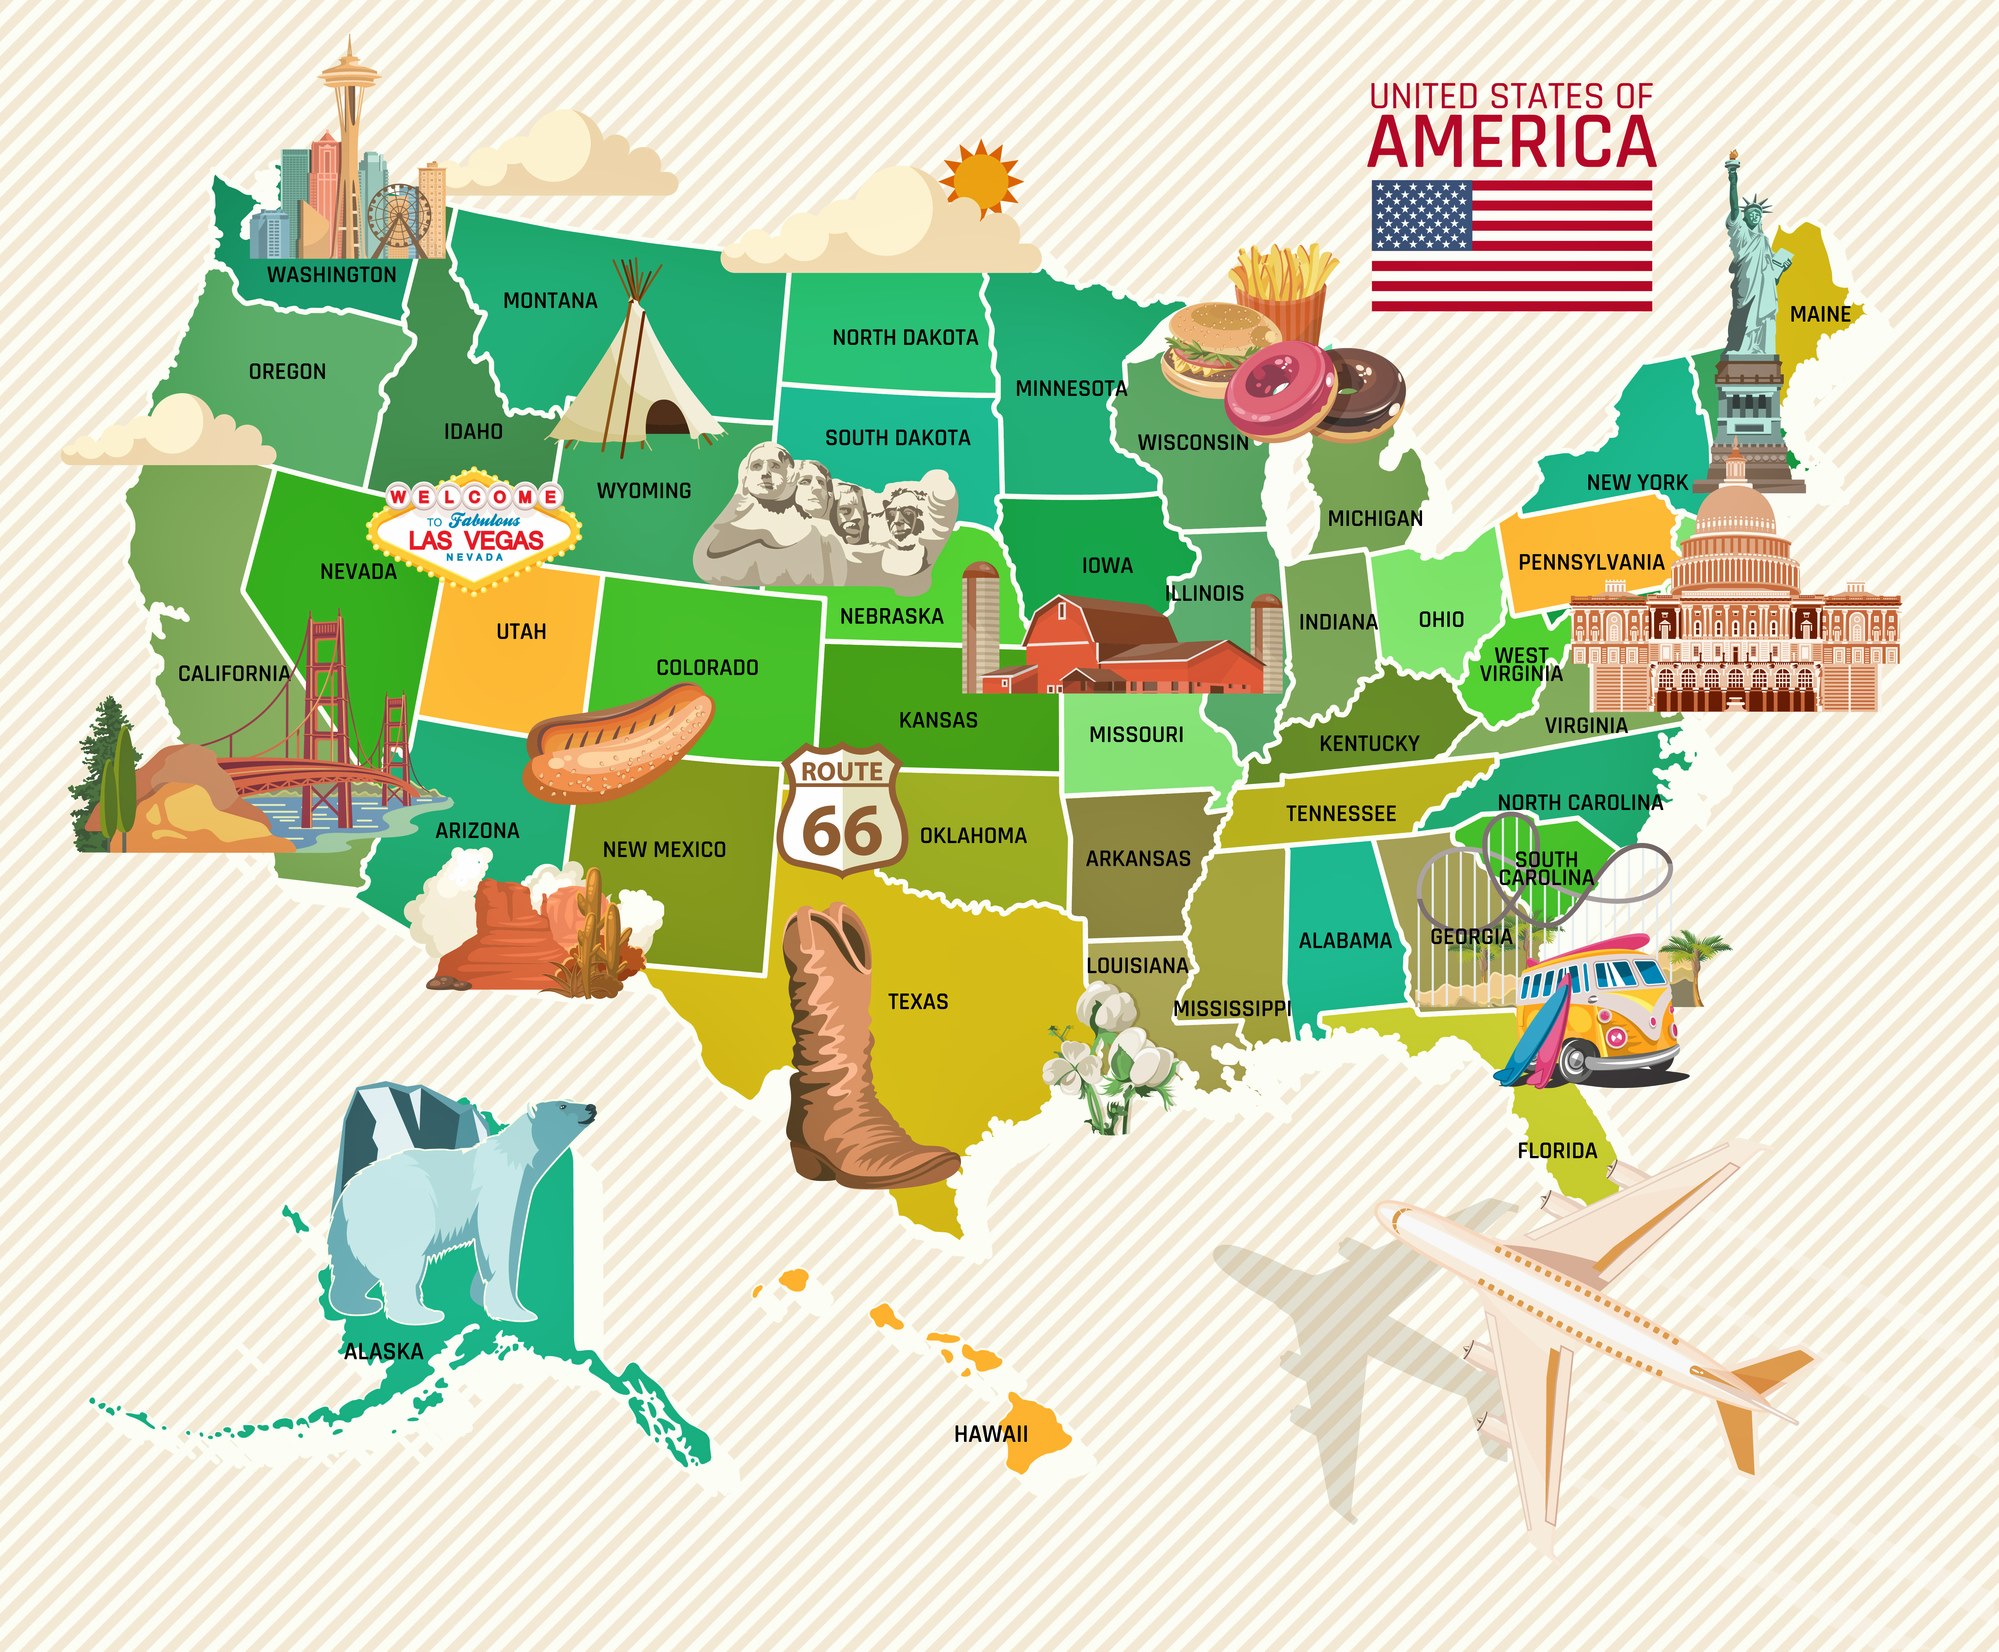 UNITED STATES OF
AMERICA
WASHINGTON
MONTANA
NORTH DAKOTA
MINNESOTA
MAINE
OREGON
IDAHO
WYOMING
SOUTH DAKOTA
WISCONSIN
MICHIGAN
NEW YORK
WELCOME
TO Fabulous
LAS VEGAS
NEVADA
NEVADA
UTAH
COLORADO
NEBRASKA
IOWA
ILLINOIS
INDIANA
OHIO
PENNSYLVANIA
WEST
VIRGINIA
VIRGINIA
CALIFORNIA
KANSAS
MISSOURI
KENTUCKY
ARIZONA
NEW MEXICO
ROUTE
66
OKLAHOMA
ARKANSAS
TENNESSEE
NORTH CAROLINA
SOUTH
CAROLINA
TEXAS
LOUISIANA
MISSISSIPPI
ALABAMA
GEORGIA
FLORIDA
ALASKA
HAWAII